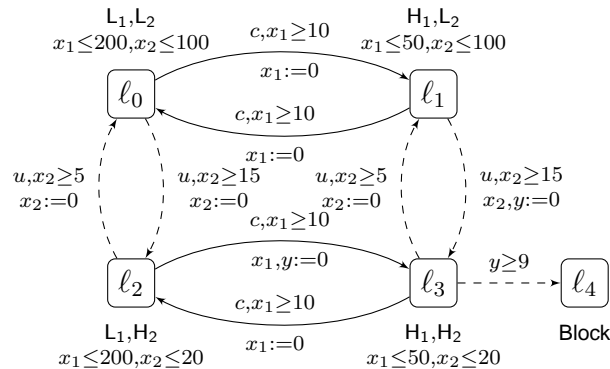 L₁,L₂
x₁≤200,x₂≤100
H₁,L₂
x₁≤50,x₂≤100
c,x₁≥10
x₁:=0
ℓ₀
ℓ₁
c,x₁≥10
x₁:=0
u,x₂≥5
x₂:=0
u,x₂≥15
x₂:=0
u,x₂≥5
x₂:=0
u,x₂≥15
x₂,y:=0
c,x₁≥10
x₁,y:=0
ℓ₂
ℓ₃
y≥9
ℓ₄
c,x₁≥10
x₁:=0
L₁,H₂
x₁≤200,x₂≤20
H₁,H₂
x₁≤50,x₂≤20
Block